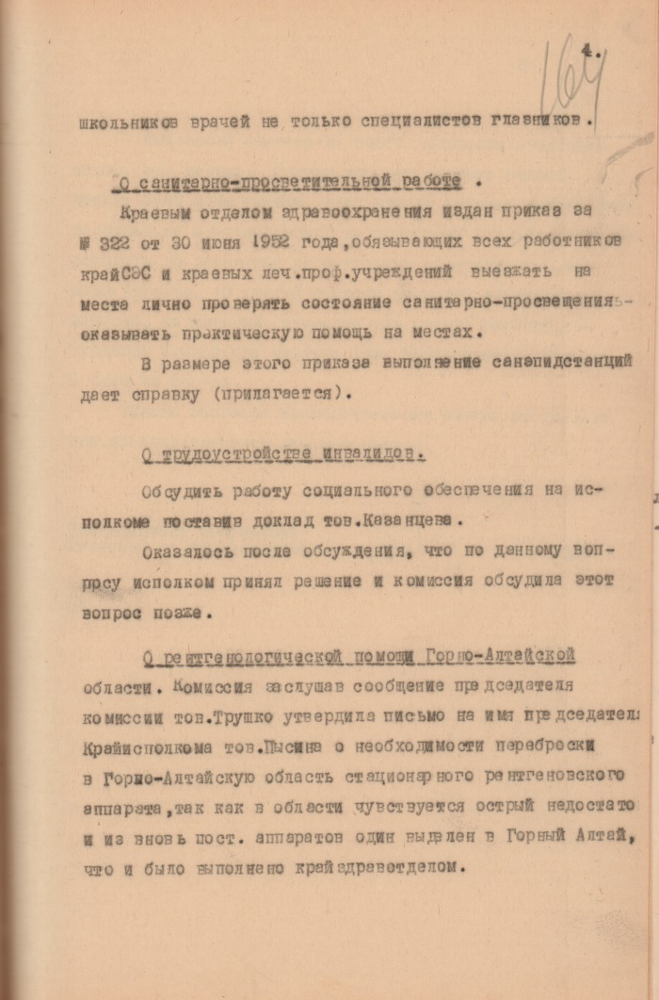 4.
164
школьников врачей не только специалистов глазников.
О санитарно-просветительной работе .
Краевым отделом здравоохранения издан приказ за
№ 322 от 30 июня 1952 года,обязывающих всех работников
крайСЭС и краевых леч.проф.учреждений выезжать на
места лично проверять состояние санитарно-просвещения-
оказывать практическую помощь на местах.
В размере этого приказа выполнение санэпидстанций
дает справку (прилагается).
О трудоустройстве инвалидов.
Обсудить работу социального обеспечения на ис-
полкоме поставив доклад тов.Казанцева.
Оказалось после обсуждения, что по данному воп-
росу исполком принял решение и комиссия обсудила этот
вопрос позже.
О рентгенологической помощи Горно-Алтайской
области. Комиссия заслушав сообщение председателя
комиссии тов.Трушко утвердила письмо на имя председател
Крайисполкома тов.Пысина о необходимости переброски
в Горно-Алтайскую область стационарного рентгеновского
аппарата,так как в области чувствуется острый недостато
и из вновь пост. аппаратов один выделен в Горный Алтай,
что и было выполнено крайздравотделом.